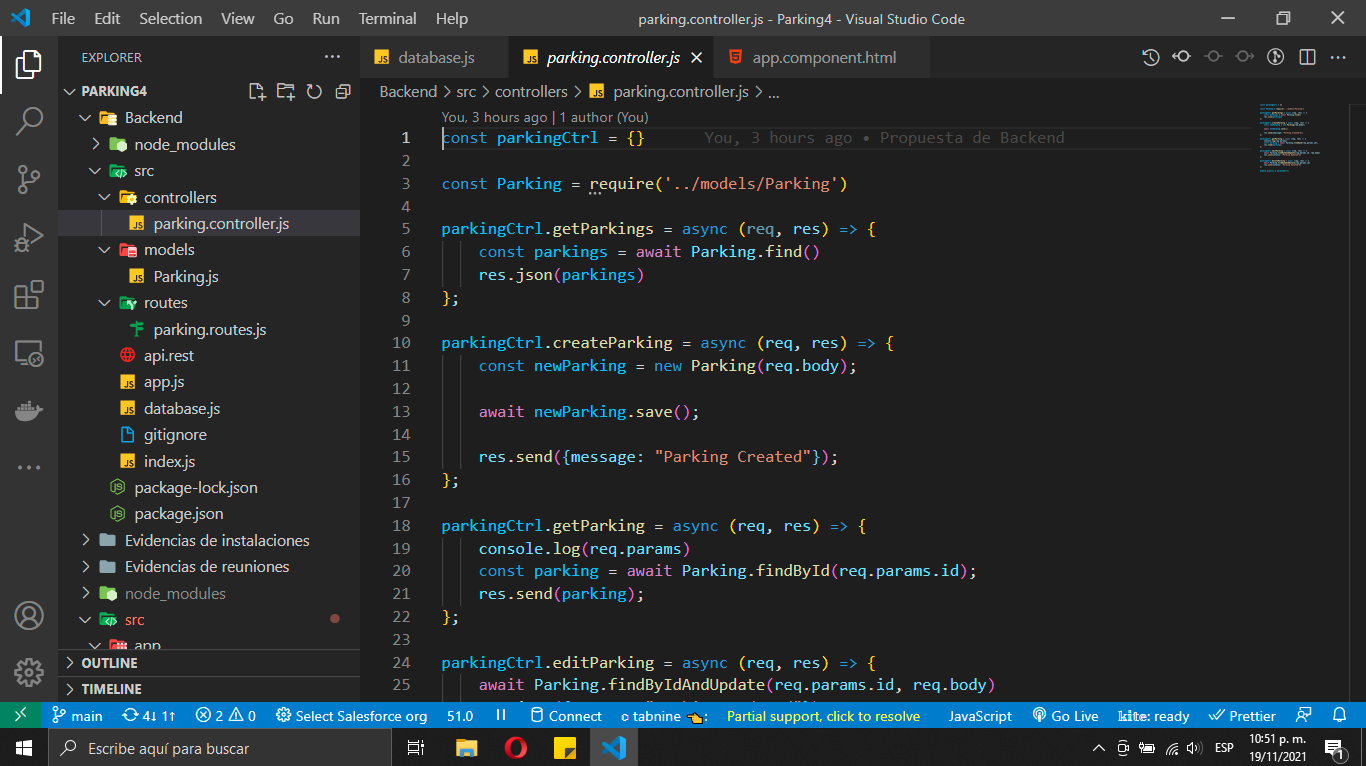 File Edit Selection View Go Run Terminal Help
parking.controller.js - Parking4 - Visual Studio Code
EXPLORER
PARKING4
Backend
node_modules
src
controllers
parking.controller.js
models
Parking.js
routes
parking.routes.js
api.rest
app.js
database.js
gitignore
index.js
package-lock.json
package.json
Evidencias de instalaciones
Evidencias de reuniones
node_modules
src
app
OUTLINE
TIMELINE
database.js
parking.controller.js
app.component.html
Backend > src > controllers > parking.controller.js > ...
You, 3 hours ago | 1 author (You)
1 const parkingCtrl = {} You, 3 hours ago • Propuesta de Backend
2
3 const Parking = require('../models/Parking')
4
5 parkingCtrl.getParkings = async (req, res) => {
6 const parkings = await Parking.find()
7 res.json(parkings)
8 };
9
10 parkingCtrl.createParking = async (req, res) => {
11 const newParking = new Parking(req.body);
12
13 await newParking.save();
14
15 res.send({message: "Parking Created"});
16 };
17
18 parkingCtrl.getParking = async (req, res) => {
19 console.log(req.params)
20 const parking = await Parking.findById(req.params.id);
21 res.send(parking);
22 };
23
24 parkingCtrl.editParking = async (req, res) => {
25 await Parking.findByIdAndUpdate(req.params.id, req.body)
main 4↓ 1↑ 2 0 Select Salesforce org 51.0 Connect tabnine 👈: Partial support, click to resolve JavaScript Go Live kite: ready Prettier
Escribe aquí para buscar
ESP
10:51 p. m.
19/11/2021
1